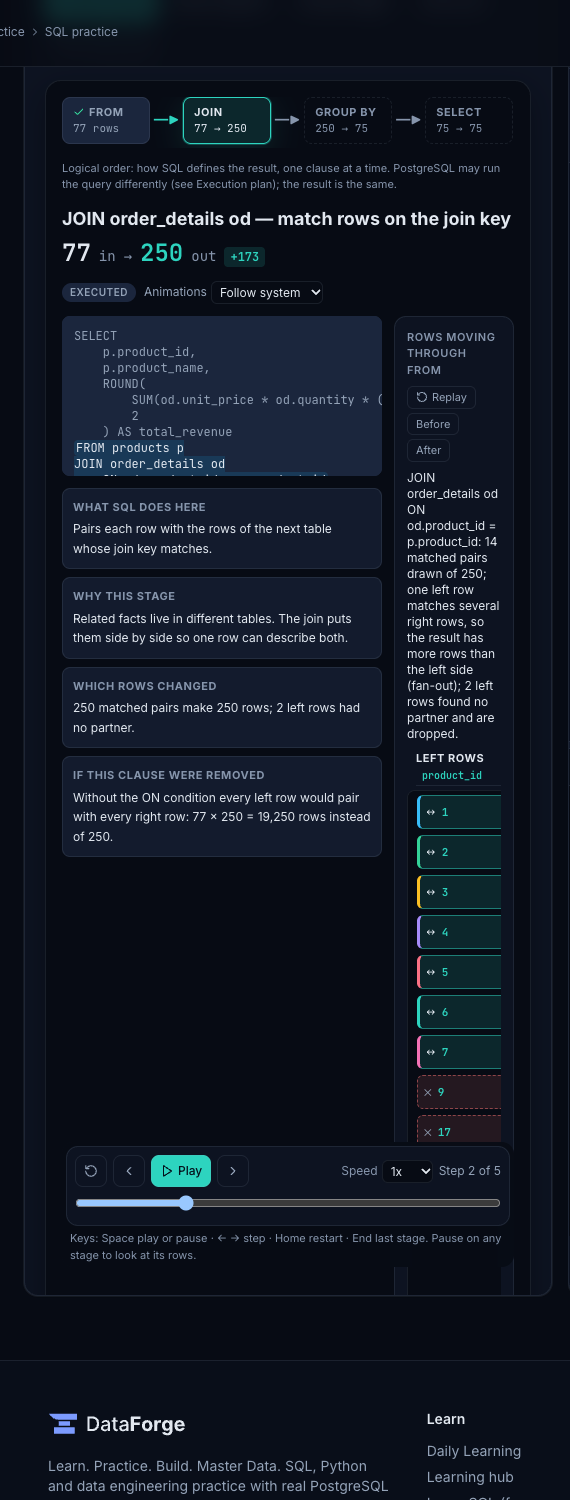 SQL practice
FROM
77 rows
JOIN
77 → 250
GROUP BY
250 → 75
SELECT
75 → 75
Logical order: how SQL defines the result, one clause at a time. PostgreSQL may run
the query differently (see Execution plan); the result is the same.
JOIN order_details od — match rows on the join key
77 in → 250 out +173
EXECUTED Animations Follow system
SELECT
p.product_id,
p.product_name,
ROUND(
SUM(od.unit_price * od.quantity * (
2
) AS total_revenue
FROM products p
JOIN order_details od
WHAT SQL DOES HERE
Pairs each row with the rows of the next table
whose join key matches.
WHY THIS STAGE
Related facts live in different tables. The join puts
them side by side so one row can describe both.
WHICH ROWS CHANGED
250 matched pairs make 250 rows; 2 left rows had
no partner.
IF THIS CLAUSE WERE REMOVED
Without the ON condition every left row would pair
with every right row: 77 × 250 = 19,250 rows instead
of 250.
ROWS MOVING
THROUGH
FROM
Replay
Before
After
JOIN
order_details od
ON
od.product_id =
p.product_id: 14
matched pairs
drawn of 250;
one left row
matches several
right rows, so
the result has
more rows than
the left side
(fan-out); 2 left
rows found no
partner and are
dropped.
LEFT ROWS
product_id
↔ 1
↔ 2
↔ 3
↔ 4
↔ 5
↔ 6
↔ 7
× 9
× 17
Play
Speed 1x Step 2 of 5
Keys: Space play or pause · ← → step · Home restart · End last stage. Pause on any
stage to look at its rows.
DataForge
Learn. Practice. Build. Master Data. SQL, Python
and data engineering practice with real PostgreSQL
Learn
Daily Learning
Learning hub